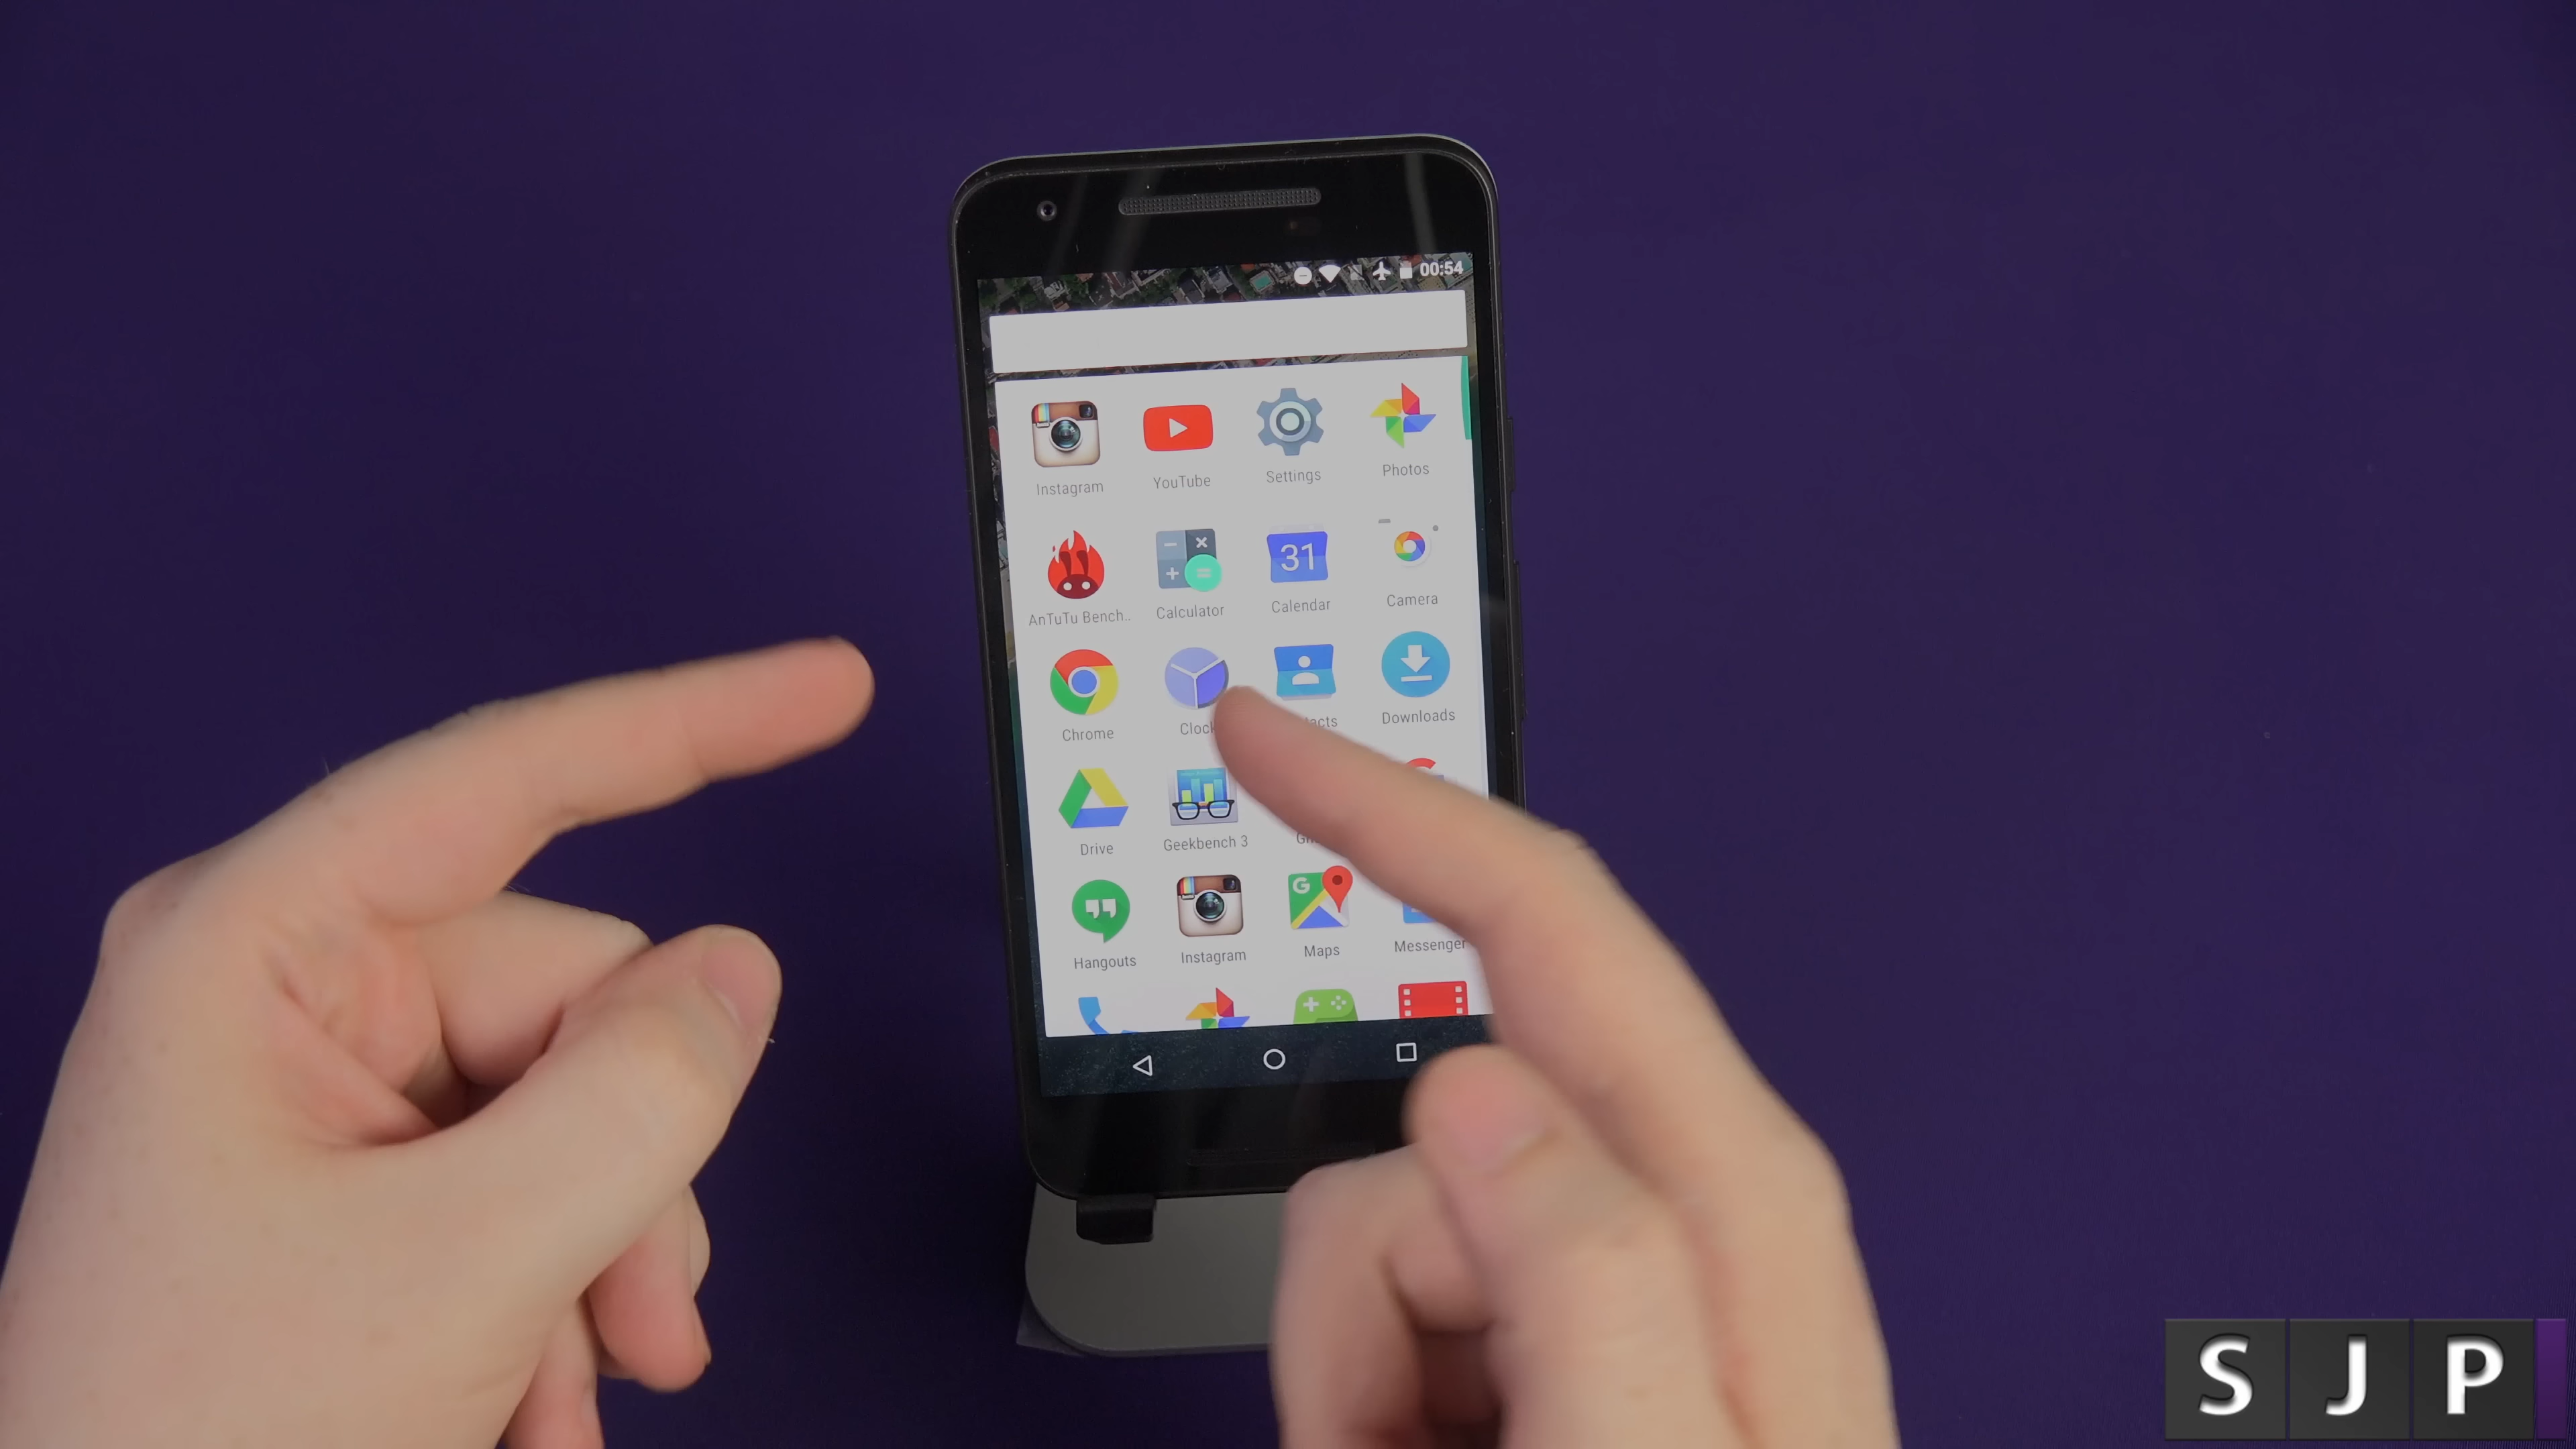 00:54
Instagram YouTube Settings Photos
31
AnTuTu Bench.. Calculator Calendar Camera
Chrome Clock Downloads
Drive Geekbench 3
G
Hangouts Instagram Maps Messenger
S J P